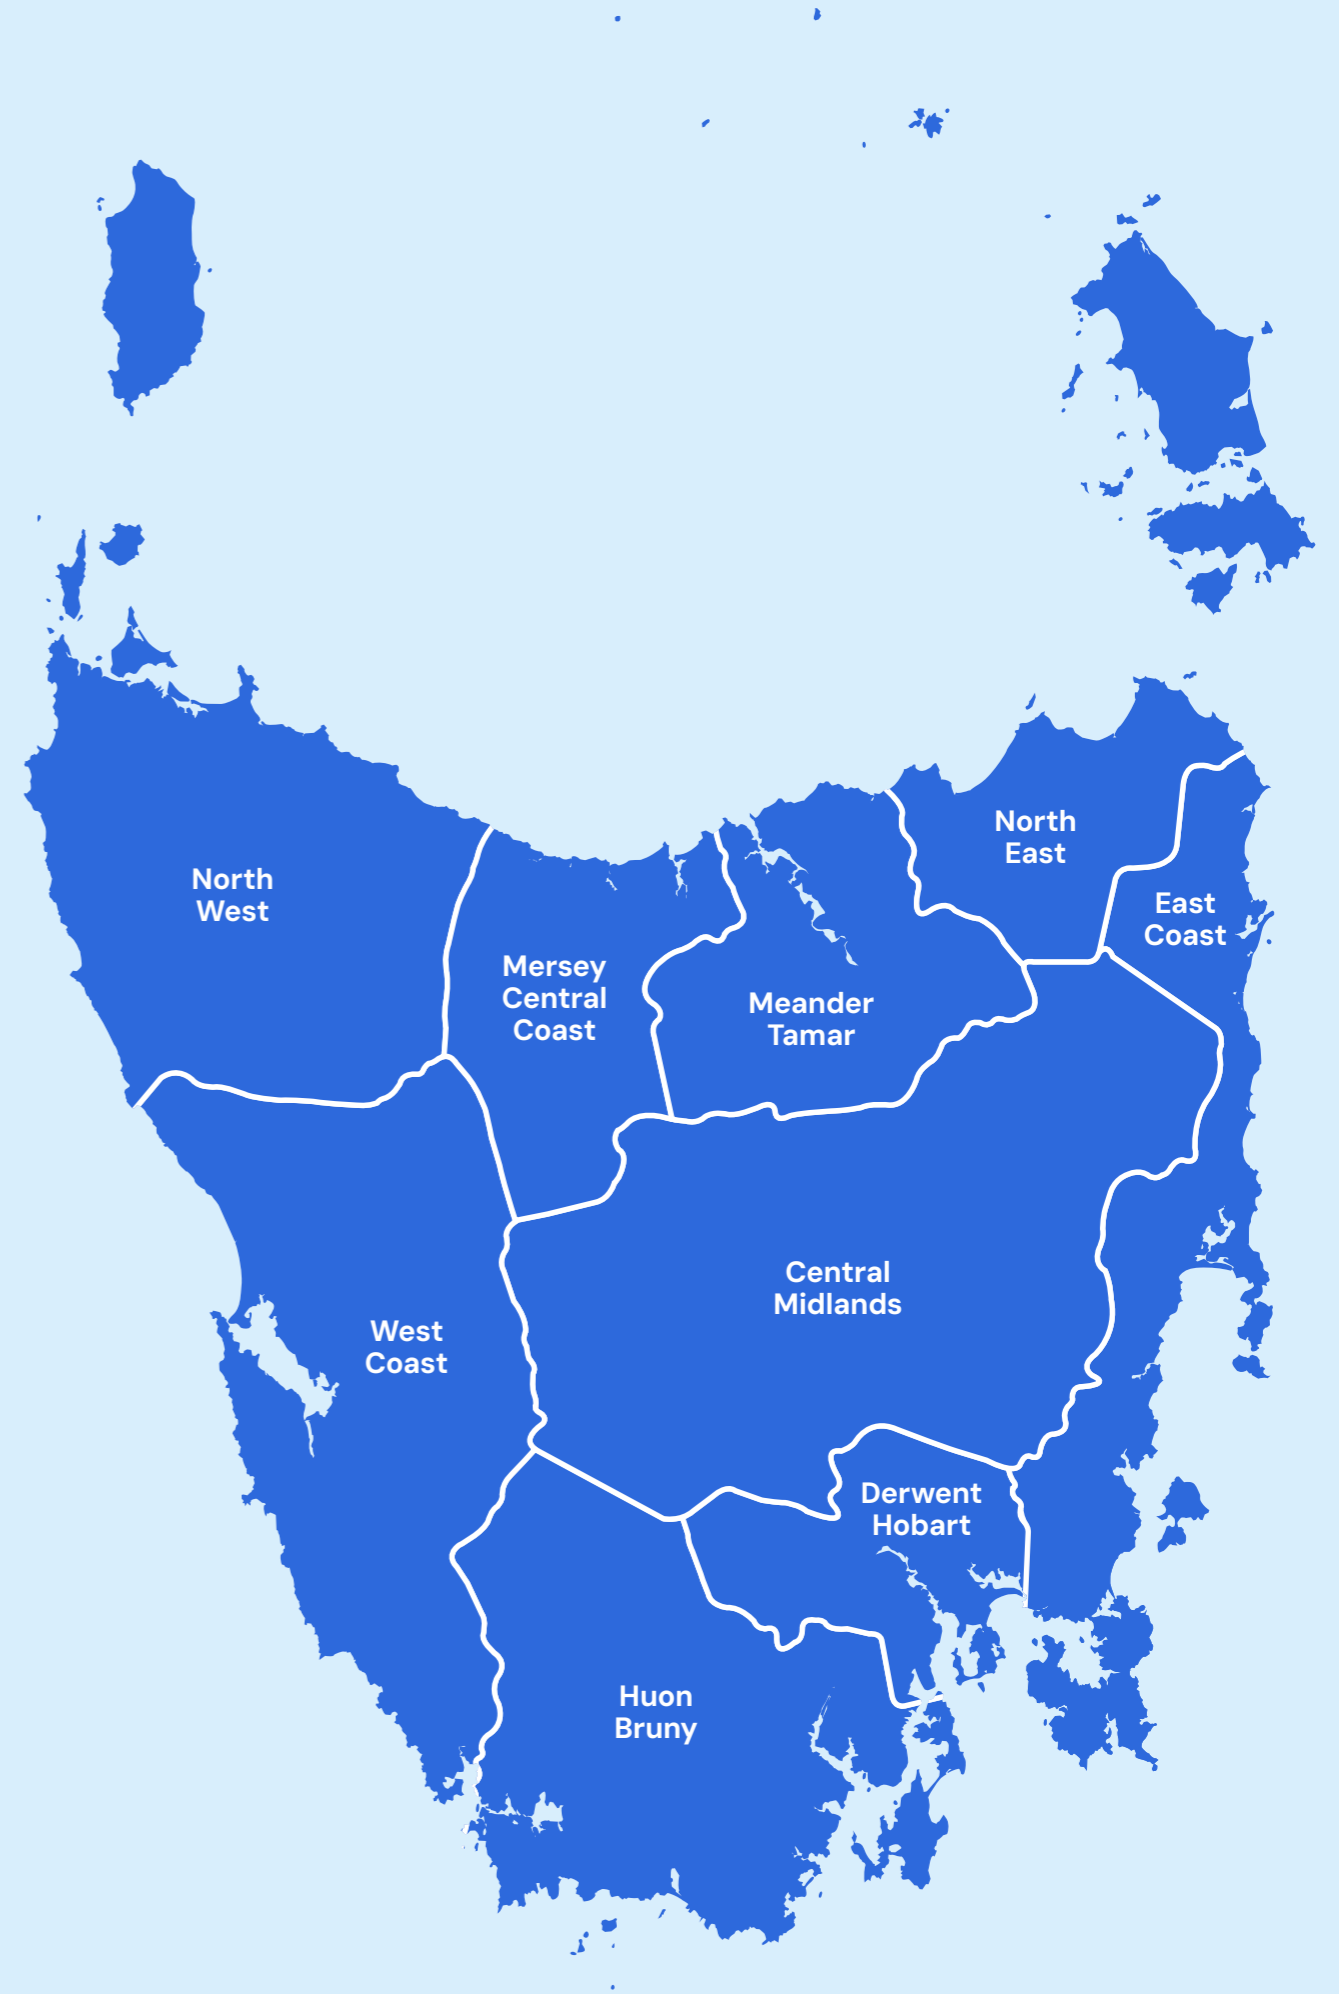 North
East
North
West
East
Coast
Mersey
Central
Coast
Meander
Tamar
Central
Midlands
West
Coast
Derwent
Hobart
Huon
Bruny